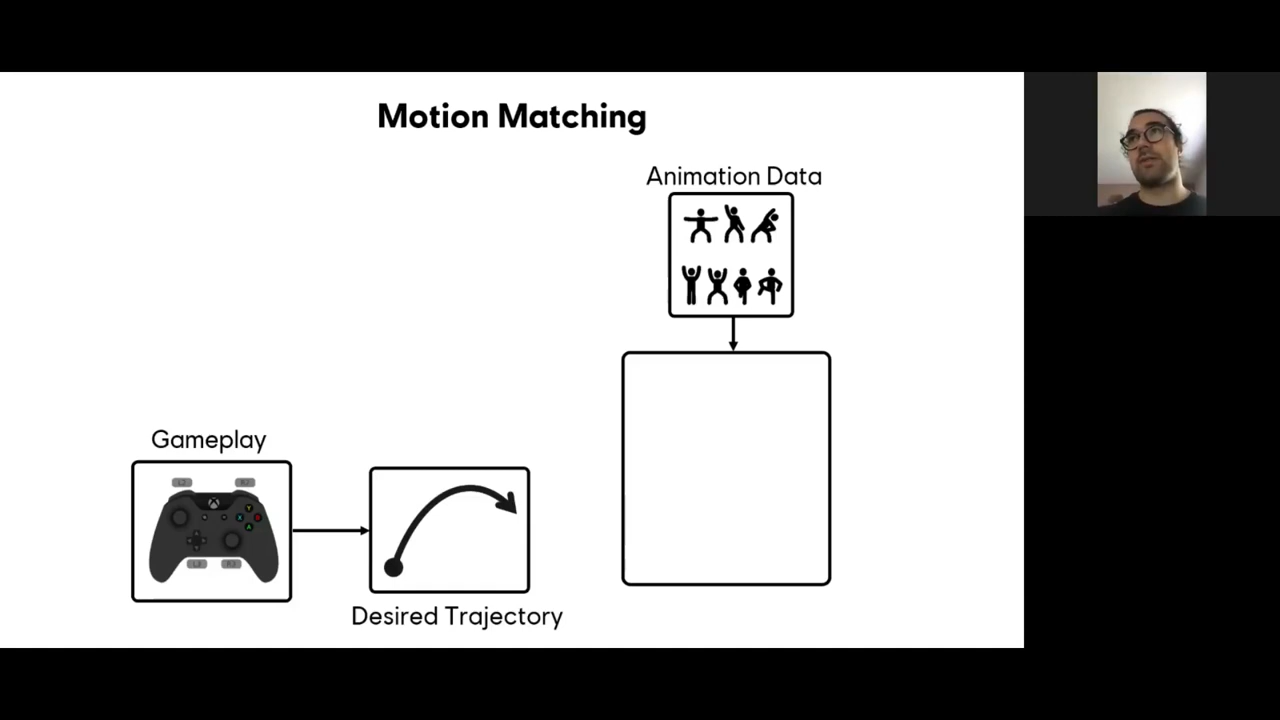 Motion Matching
Animation Data
Gameplay
Y
X
B
A
Desired Trajectory